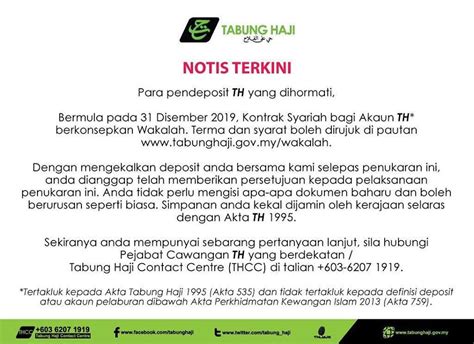 TABUNG HAJI
NOTIS TERKINI
Para pendeposit TH yang dihormati,
Bermula pada 31 Disember 2019, Kontrak Syariah bagi Akaun TH*
berkonsepkan Wakalah. Terma dan syarat boleh dirujuk di pautan
www.tabunghaji.gov.my/wakalah.
Dengan mengekalkan deposit anda bersama kami selepas penukaran ini,
anda dianggap telah memberikan persetujuan kepada pelaksanaan
penukaran ini. Anda tidak perlu mengisi apa-apa dokumen baharu dan boleh
berurusan seperti biasa. Simpanan anda kekal dijamin oleh kerajaan selaras
dengan Akta TH 1995.
Sekiranya anda mempunyai sebarang pertanyaan lanjut, sila hubungi
Pejabat Cawangan TH yang berdekatan /
Tabung Haji Contact Centre (THCC) di talian +603-6207 1919.
*Tertakluk kepada Akta Tabung Haji 1995 (Akta 535) dan tidak tertakluk kepada definisi deposit
atau akaun pelaburan dibawah Akta Perkhidmatan Kewangan Islam 2013 (Akta 759).
THCC +603 6207 1919
Tabung Haji Contact Centre
www.facebook.com/tabunghaji
www.twitter.com/tabung_haji
www.tabunghaji.gov.my